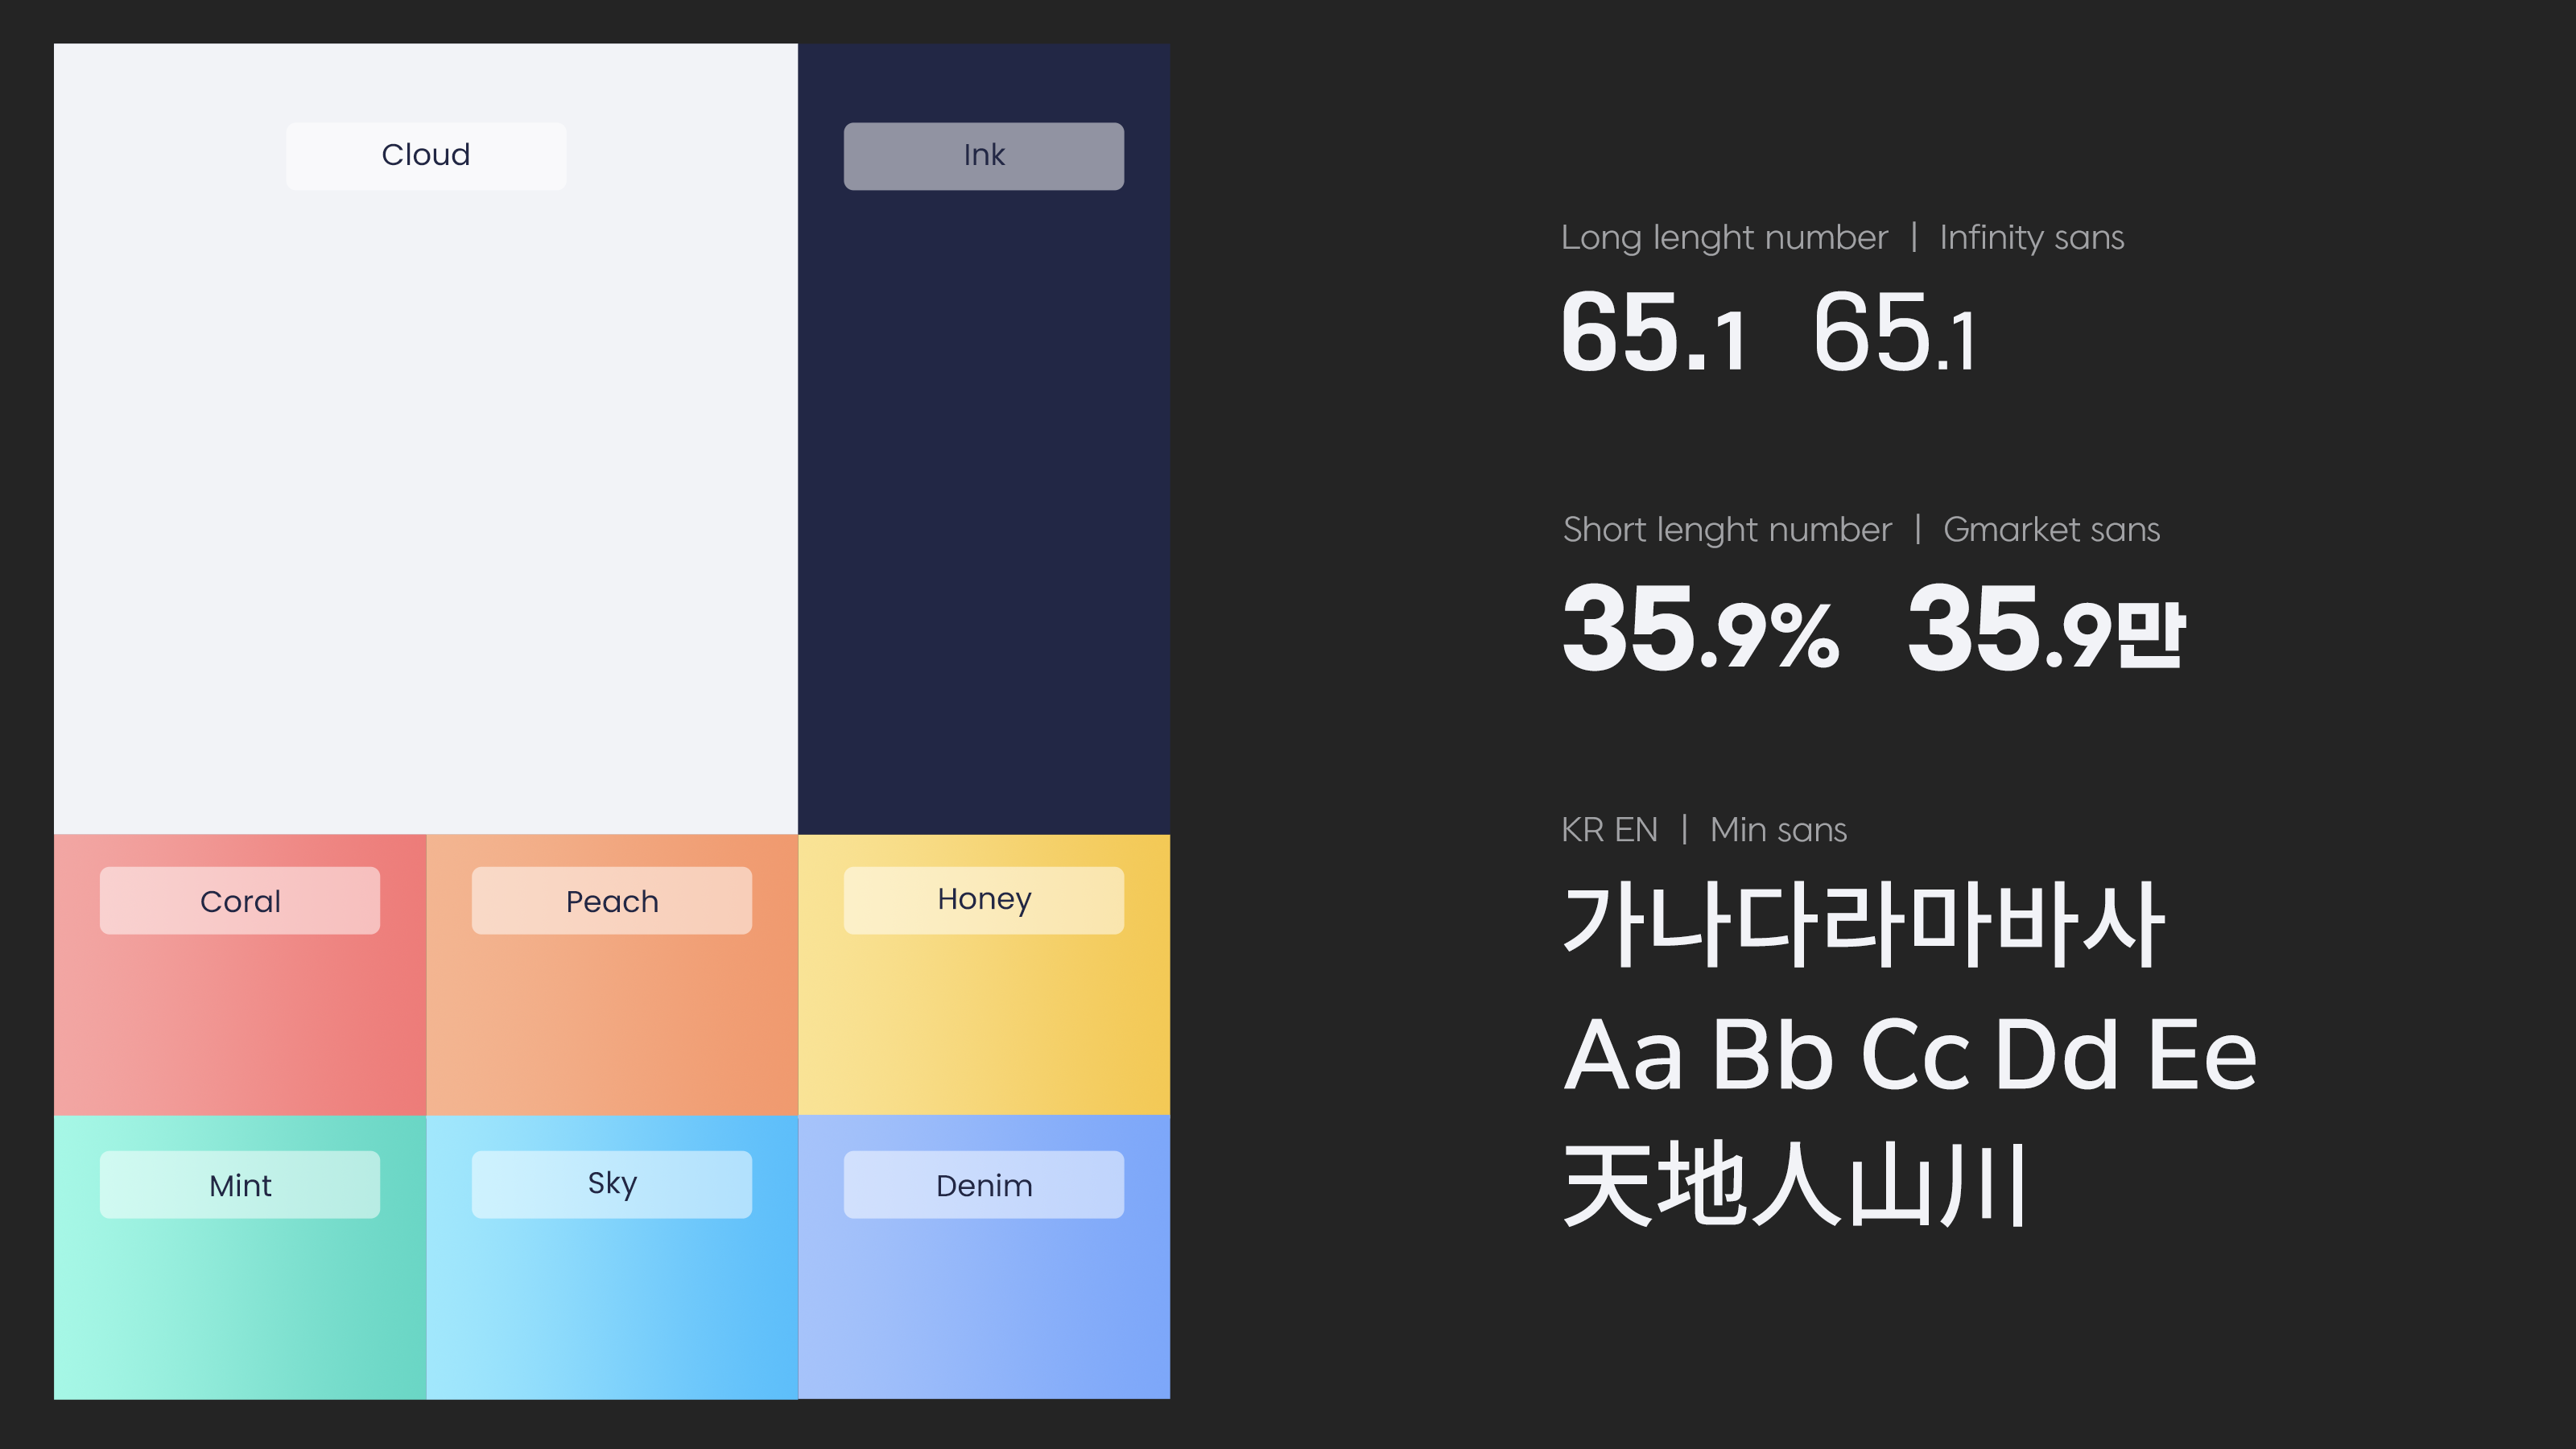 Cloud
Ink
Coral
Peach
Honey
Mint
Sky
Denim
Long lenght number | Infinity sans
65.1 65.1
Short lenght number | Gmarket sans
35.9% 35.9만
KR EN | Min sans
가나다라마바사
Aa Bb Cc Dd Ee
天地人山川